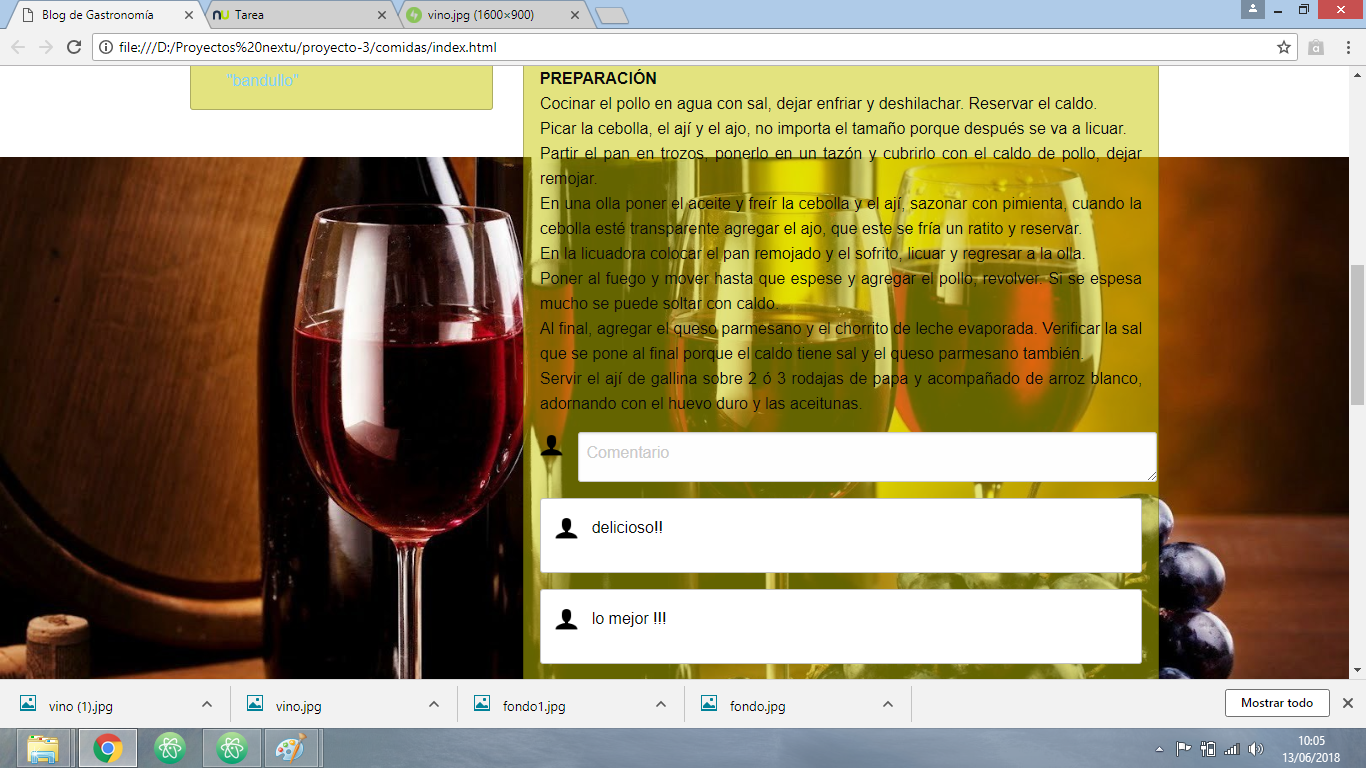 Blog de Gastronomía
nu Tarea
vino.jpg (1600×900)
file:///D:/Proyectos%20nextu/proyecto-3/comidas/index.html
"bandullo"
PREPARACIÓN
Cocinar el pollo en agua con sal, dejar enfriar y deshilachar. Reservar el caldo.
Picar la cebolla, el ají y el ajo, no importa el tamaño porque después se va a licuar.
Partir el pan en trozos, ponerlo en un tazón y cubrirlo con el caldo de pollo, dejar
remojar.
En una olla poner el aceite y freír la cebolla y el ají, sazonar con pimienta, cuando la
cebolla esté transparente agregar el ajo, que este se fría un ratito y reservar.
En la licuadora colocar el pan remojado y el sofrito, licuar y regresar a la olla.
Poner al fuego y mover hasta que espese y agregar el pollo, revolver. Si se espesa
mucho se puede soltar con caldo.
Al final, agregar el queso parmesano y el chorrito de leche evaporada. Verificar la sal
que se pone al final porque el caldo tiene sal y el queso parmesano también.
Servir el ají de gallina sobre 2 ó 3 rodajas de papa y acompañado de arroz blanco,
adornando con el huevo duro y las aceitunas.
Comentario
delicioso!!
lo mejor !!!
vino (1).jpg
vino.jpg
fondo1.jpg
fondo.jpg
Mostrar todo
10:05
13/06/2018